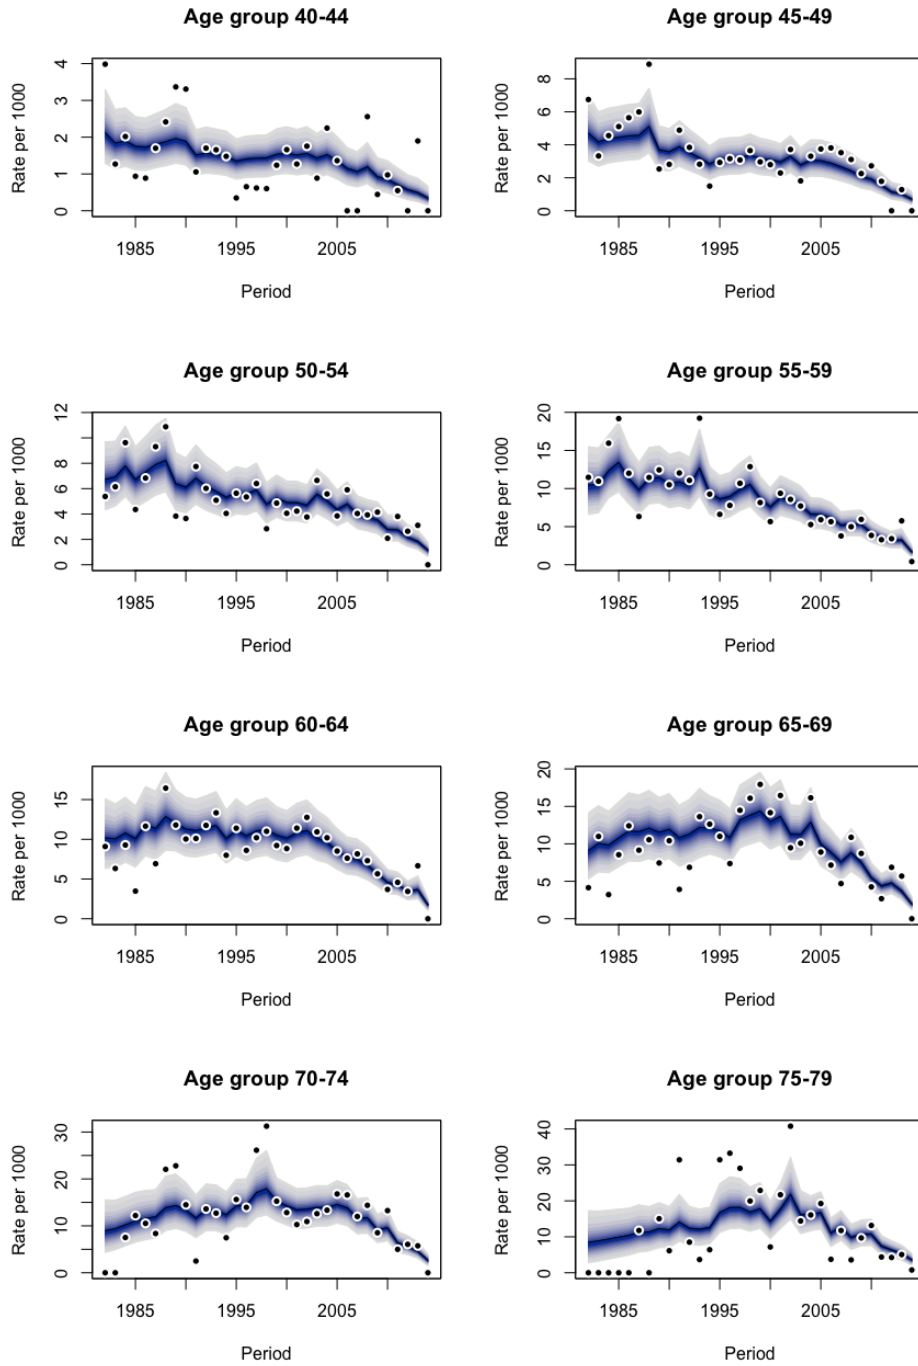 Age group 40-44
Rate per 1000
0 1 2 3 4
1985 1995 2005
Period
Age group 45-49
Rate per 1000
0 2 4 6 8
1985 1995 2005
Period
Age group 50-54
Rate per 1000
0 2 4 6 8 12
1985 1995 2005
Period
Age group 55-59
Rate per 1000
0 5 10 15 20
1985 1995 2005
Period
Age group 60-64
Rate per 1000
0 5 10 15
1985 1995 2005
Period
Age group 65-69
Rate per 1000
0 5 10 15 20
1985 1995 2005
Period
Age group 70-74
Rate per 1000
0 10 20 30
1985 1995 2005
Period
Age group 75-79
Rate per 1000
0 10 20 30 40
1985 1995 2005
Period